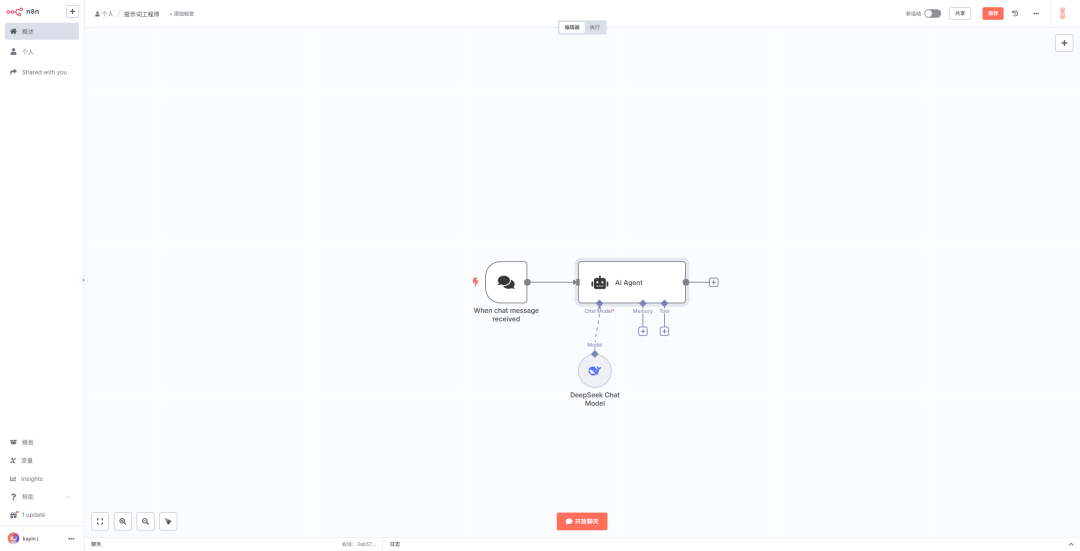 n8n
概述
个人
Shared with you
模板
变量
Insights
帮助
1 update
kayin j
个人 / 提示词工程师 + 添加标签
编辑器 执行
非活动
共享
保存
When chat message
received
AI Agent
Chat Model*
Memory
Tool
Model
DeepSeek Chat
Model
开放聊天
聊天
会话: 3ab57...
日志